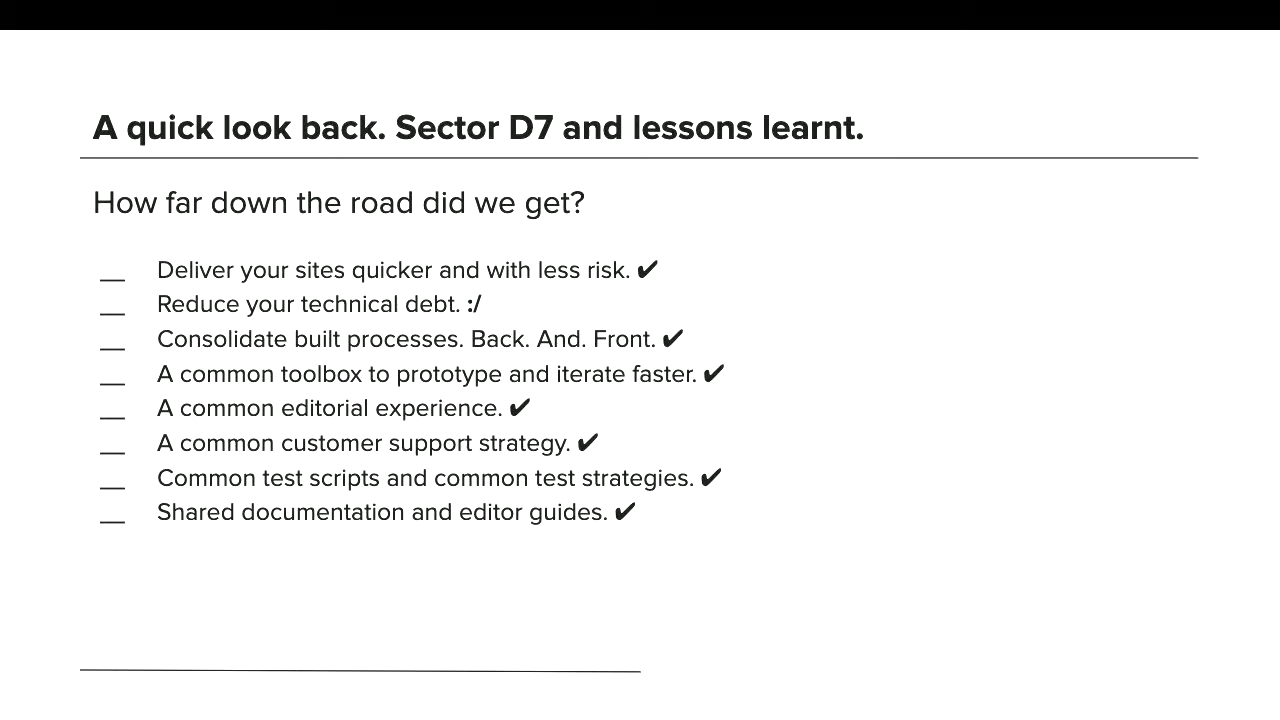 A quick look back. Sector D7 and lessons learnt.
How far down the road did we get?
__ Deliver your sites quicker and with less risk. ✔
__ Reduce your technical debt. :/
__ Consolidate built processes. Back. And. Front. ✔
__ A common toolbox to prototype and iterate faster. ✔
__ A common editorial experience. ✔
__ A common customer support strategy. ✔
__ Common test scripts and common test strategies. ✔
__ Shared documentation and editor guides. ✔